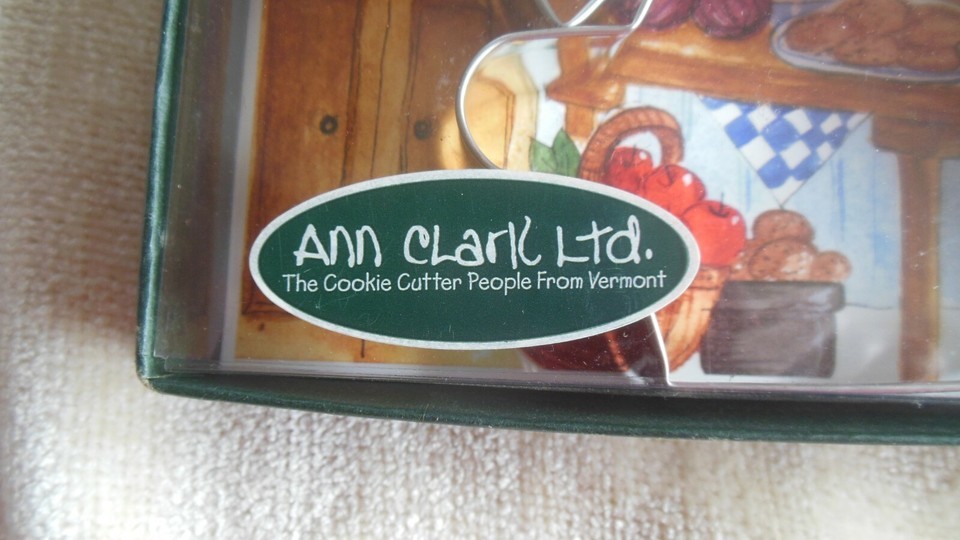 Ann Clark Ltd.
The Cookie Cutter People From Vermont